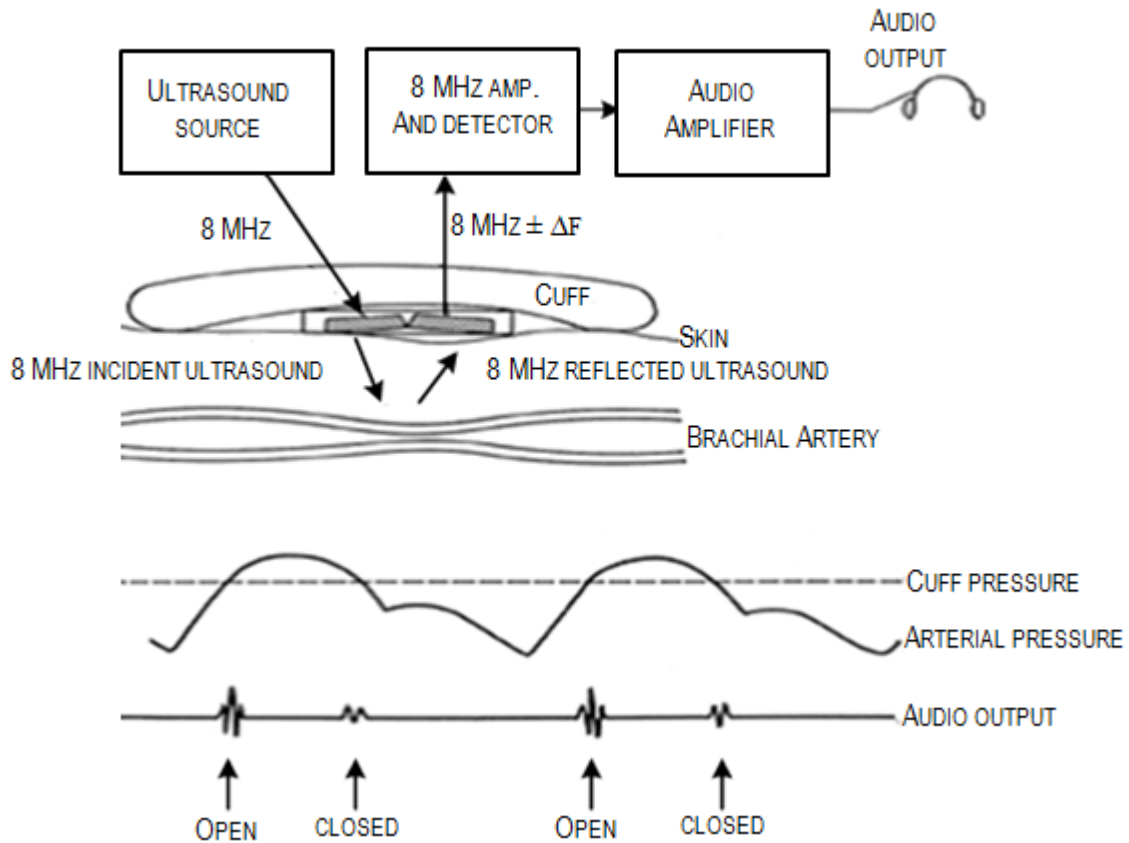 AUDIO
OUTPUT
ULTRASOUND
SOURCE
8 MHZ AMP.
AND DETECTOR
AUDIO
AMPLIFIER
8 MHZ
8 MHZ ± ΔF
CUFF
SKIN
8 MHZ INCIDENT ULTRASOUND
8 MHZ REFLECTED ULTRASOUND
BRACHIAL ARTERY
CUFF PRESSURE
ARTERIAL PRESSURE
AUDIO OUTPUT
OPEN
CLOSED
OPEN
CLOSED